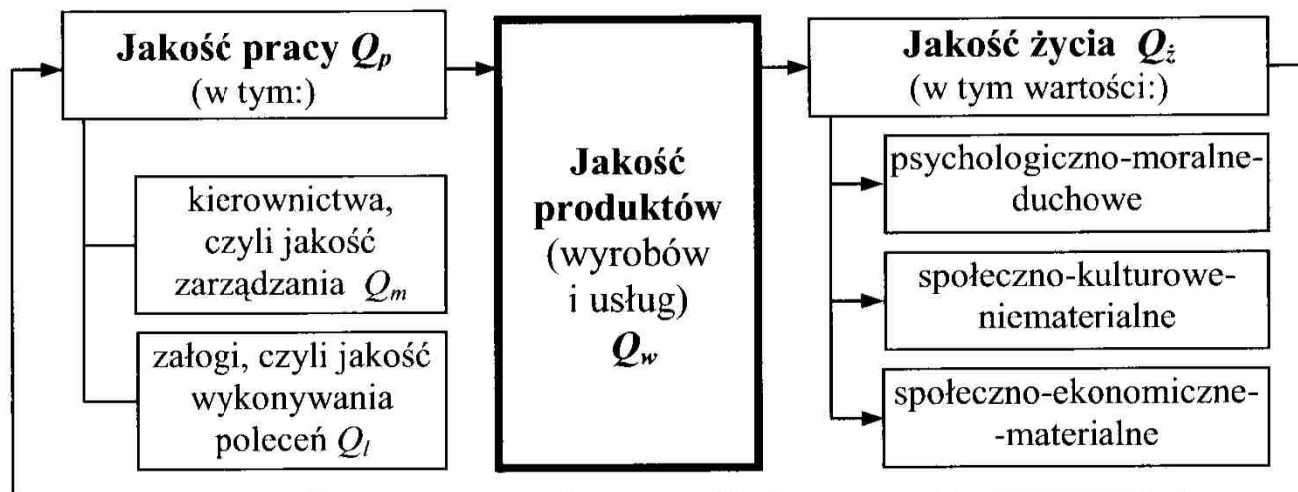 Jakość pracy Qp
(w tym:)
kierownictwa,
czyli jakość
zarządzania Qm
załogi, czyli jakość
wykonywania
poleceń Ql
Jakość
produktów
(wyrobów
i usług)
Qw
Jakość życia Qż
(w tym wartości:)
psychologiczno-moralne-
duchowe
społeczno-kulturowe-
niematerialne
społeczno-ekonomiczne-
-materialne